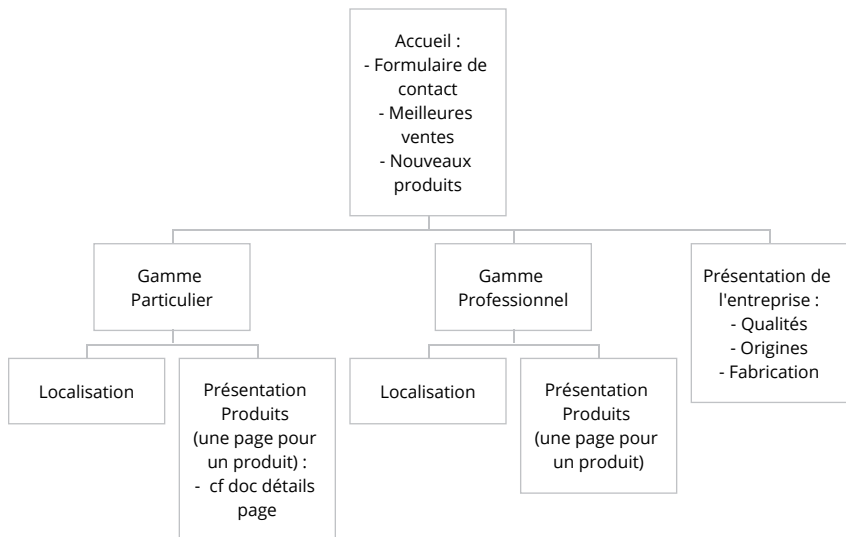 Accueil :
- Formulaire de
contact
- Meilleures
ventes
- Nouveaux
produits
Gamme
Particulier
Gamme
Professionnel
Présentation de
l'entreprise :
- Qualités
- Origines
- Fabrication
Localisation
Présentation
Produits
(une page pour
un produit) :
- cf doc détails
page
Localisation
Présentation
Produits
(une page pour
un produit)